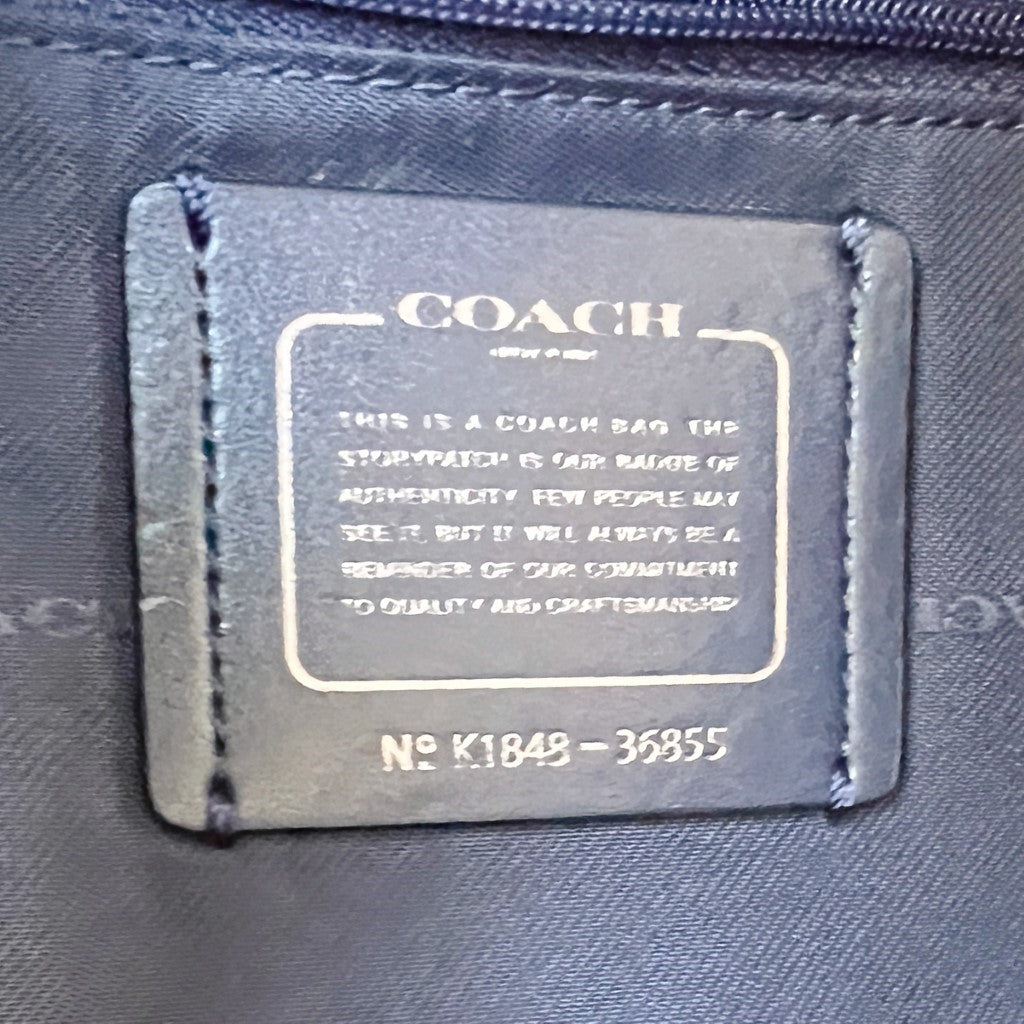 COACH
THIS IS A COACH BAG THE
STORYPATCH IS OUR BADGE OF
AUTHENTICITY. FEW PEOPLE MAY
SEE IT, BUT IT WILL ALWAYS BE A
REMINDER OF OUR COMMITMENT
TO QUALITY AND CRAFTSMANSHIP
Nº K1848-36855